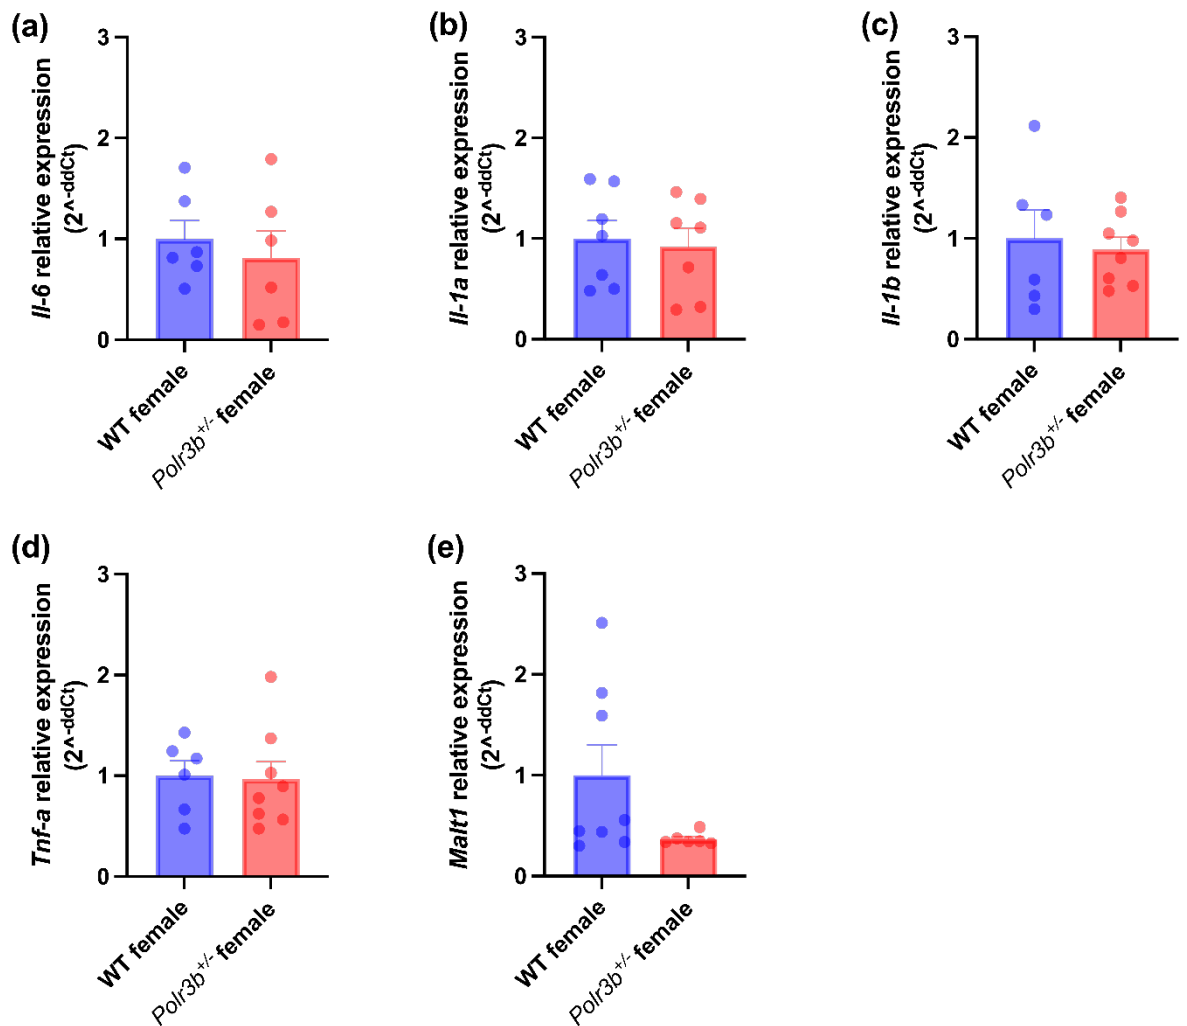 (a)
Il-6 relative expression
(2^-ddCt)
3
2
1
0
WT female
Polr3b+/- female
(b)
Il-1a relative expression
(2^-ddCt)
3
2
1
0
WT female
Polr3b+/- female
(c)
Il-1b relative expression
(2^-ddCt)
3
2
1
0
WT female
Polr3b+/- female
(d)
Tnf-a relative expression
(2^-ddCt)
3
2
1
0
WT female
Polr3b+/- female
(e)
Malt1 relative expression
(2^-ddCt)
3
2
1
0
WT female
Polr3b+/- female